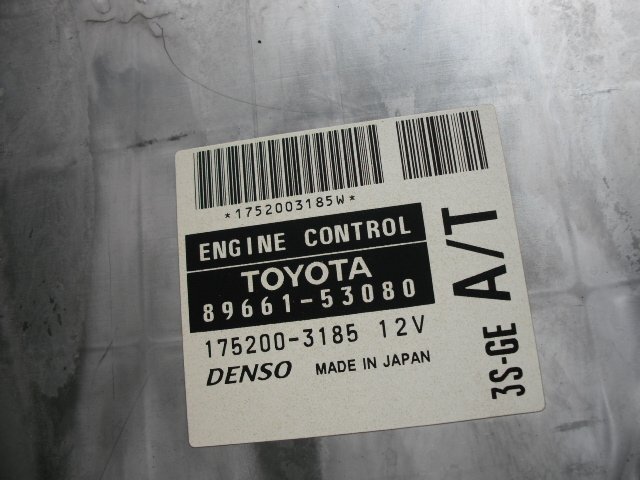 *1752003185W*
ENGINE CONTROL
TOYOTA
89661-53080
175200-3185 12V
DENSO MADE IN JAPAN
3S-GE A/T